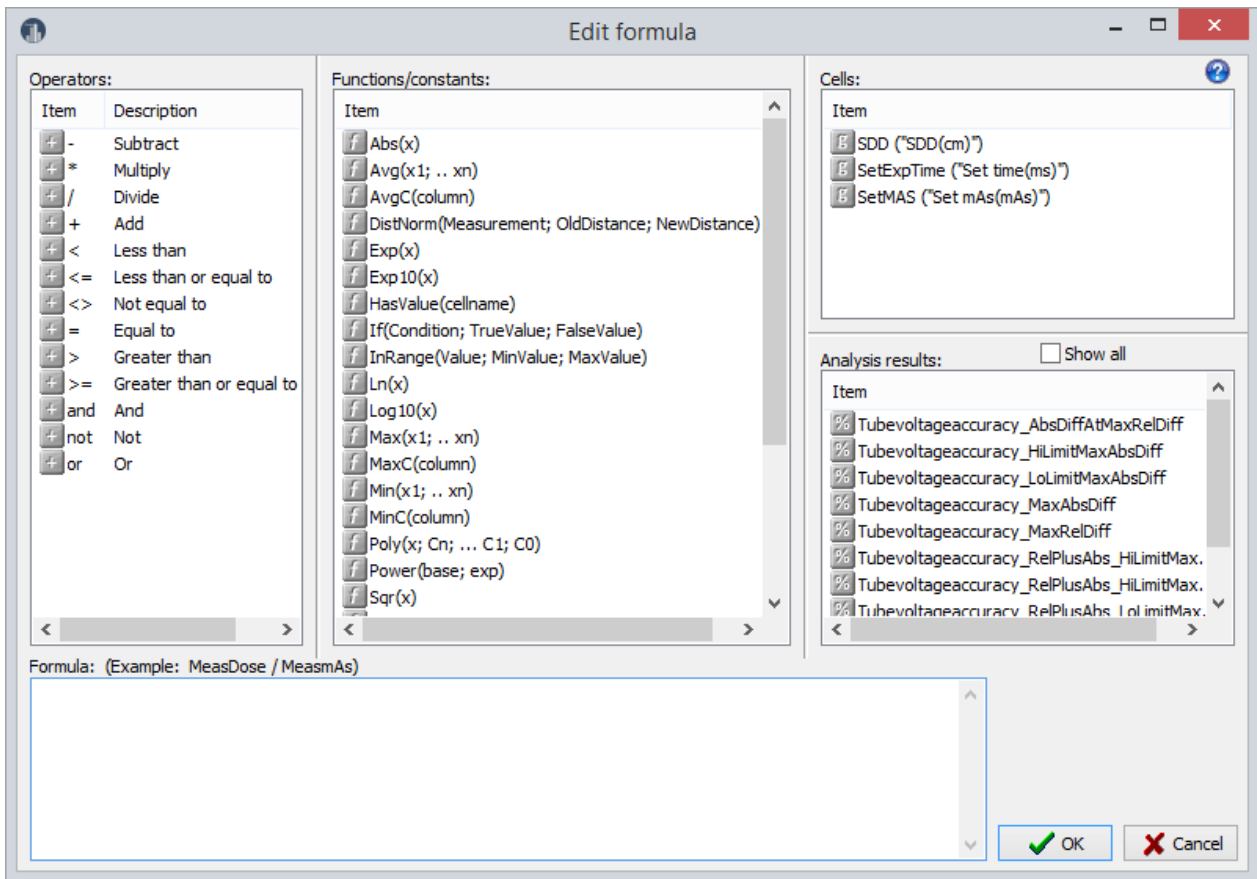 Edit formula
Operators:
Item Description
- Subtract
* Multiply
/ Divide
+ Add
< Less than
<= Less than or equal to
<> Not equal to
= Equal to
> Greater than
>= Greater than or equal to
and And
not Not
or Or
Functions/constants:
Item
Abs(x)
Avg(x1; .. xn)
AvgC(column)
DistNorm(Measurement; OldDistance; NewDistance)
Exp(x)
Exp10(x)
HasValue(cellname)
If(Condition; TrueValue; FalseValue)
InRange(Value; MinValue; MaxValue)
Ln(x)
Log10(x)
Max(x1; .. xn)
MaxC(column)
Min(x1; .. xn)
MinC(column)
Poly(x; Cn; ... C1; C0)
Power(base; exp)
Sqr(x)
Cells:
Item
SDD ("SDD(cm)")
SetExpTime ("Set time(ms)")
SetMAS ("Set mAs(mAs)")
Analysis results:
Show all
Item
Tubevoltageaccuracy_AbsDiffAtMaxRelDiff
Tubevoltageaccuracy_HiLimitMaxAbsDiff
Tubevoltageaccuracy_LoLimitMaxAbsDiff
Tubevoltageaccuracy_MaxAbsDiff
Tubevoltageaccuracy_MaxRelDiff
Tubevoltageaccuracy_RelPlusAbs_HiLimitMax.
Tubevoltageaccuracy_RelPlusAbs_HiLimitMax.
Tubevoltageaccuracy_RelPlusAbs_LoLimitMax.
Formula: (Example: MeasDose / MeasmAs)
OK
Cancel